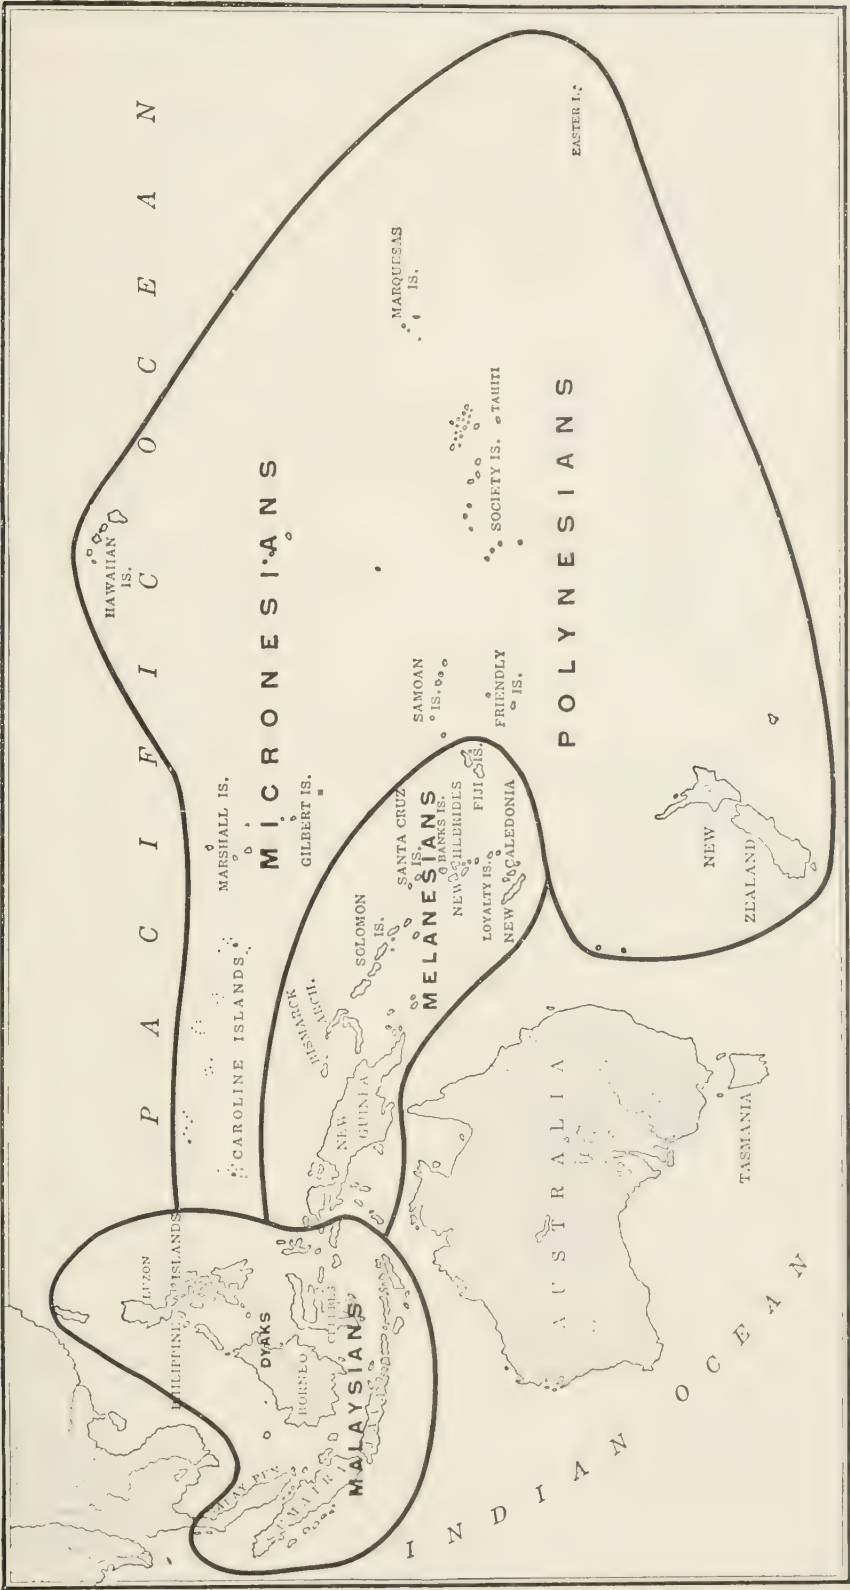 PACIFIC OCEAN
HAWAIIAN
IS.
MARSHALL IS.
MICRONESIANS
GILBERT IS.
CAROLINE ISLANDS
MARQUESAS
IS.
EASTER I.
SOCIETY IS.
TAHITI
POLYNESIANS
SAMOAN
IS.
FRIENDLY
IS.
FIJI
IS.
SANTA CRUZ
IS.
BANKS IS.
MELANESIANS
NEW HEBRIDES
LOYALTY IS.
NEW CALEDONIA
SOLOMON
IS.
BISMARCK
ARCH.
NEW
GUINEA
NEW
ZEALAND
AUSTRALIA
TASMANIA
LUZON
PHILIPPINE ISLANDS
DYAKS
BORNEO
CELEBES
MALAYSIANS
MALAY PEN
SUMATRA
INDIAN OCEAN